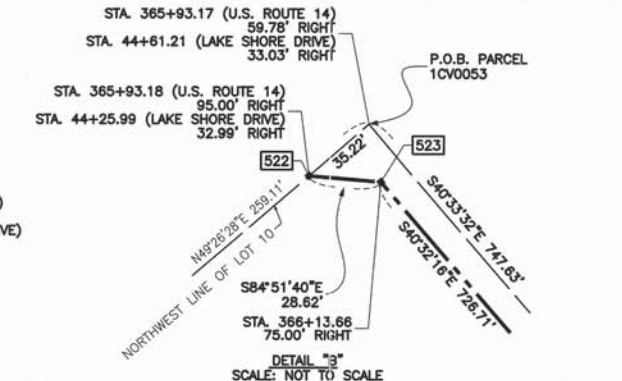 STA. 365+93.17 (U.S. ROUTE 14)
59.78' RIGHT
STA. 44+61.21 (LAKE SHORE DRIVE)
33.03' RIGHT
P.O.B. PARCEL
1CV0053
STA. 365+93.18 (U.S. ROUTE 14)
95.00' RIGHT
STA. 44+25.99 (LAKE SHORE DRIVE)
32.99' RIGHT
35.22'
523
522
)
VE)
N49°26'28"E 259.11'
NORTHWEST LINE OF LOT 10
S40°33'32"E 747.63'
S40°32'16"E 726.71'
S84°51'40"E
28.62'
STA. 366+13.66
75.00' RIGHT
DETAIL "B"
SCALE: NOT TO SCALE